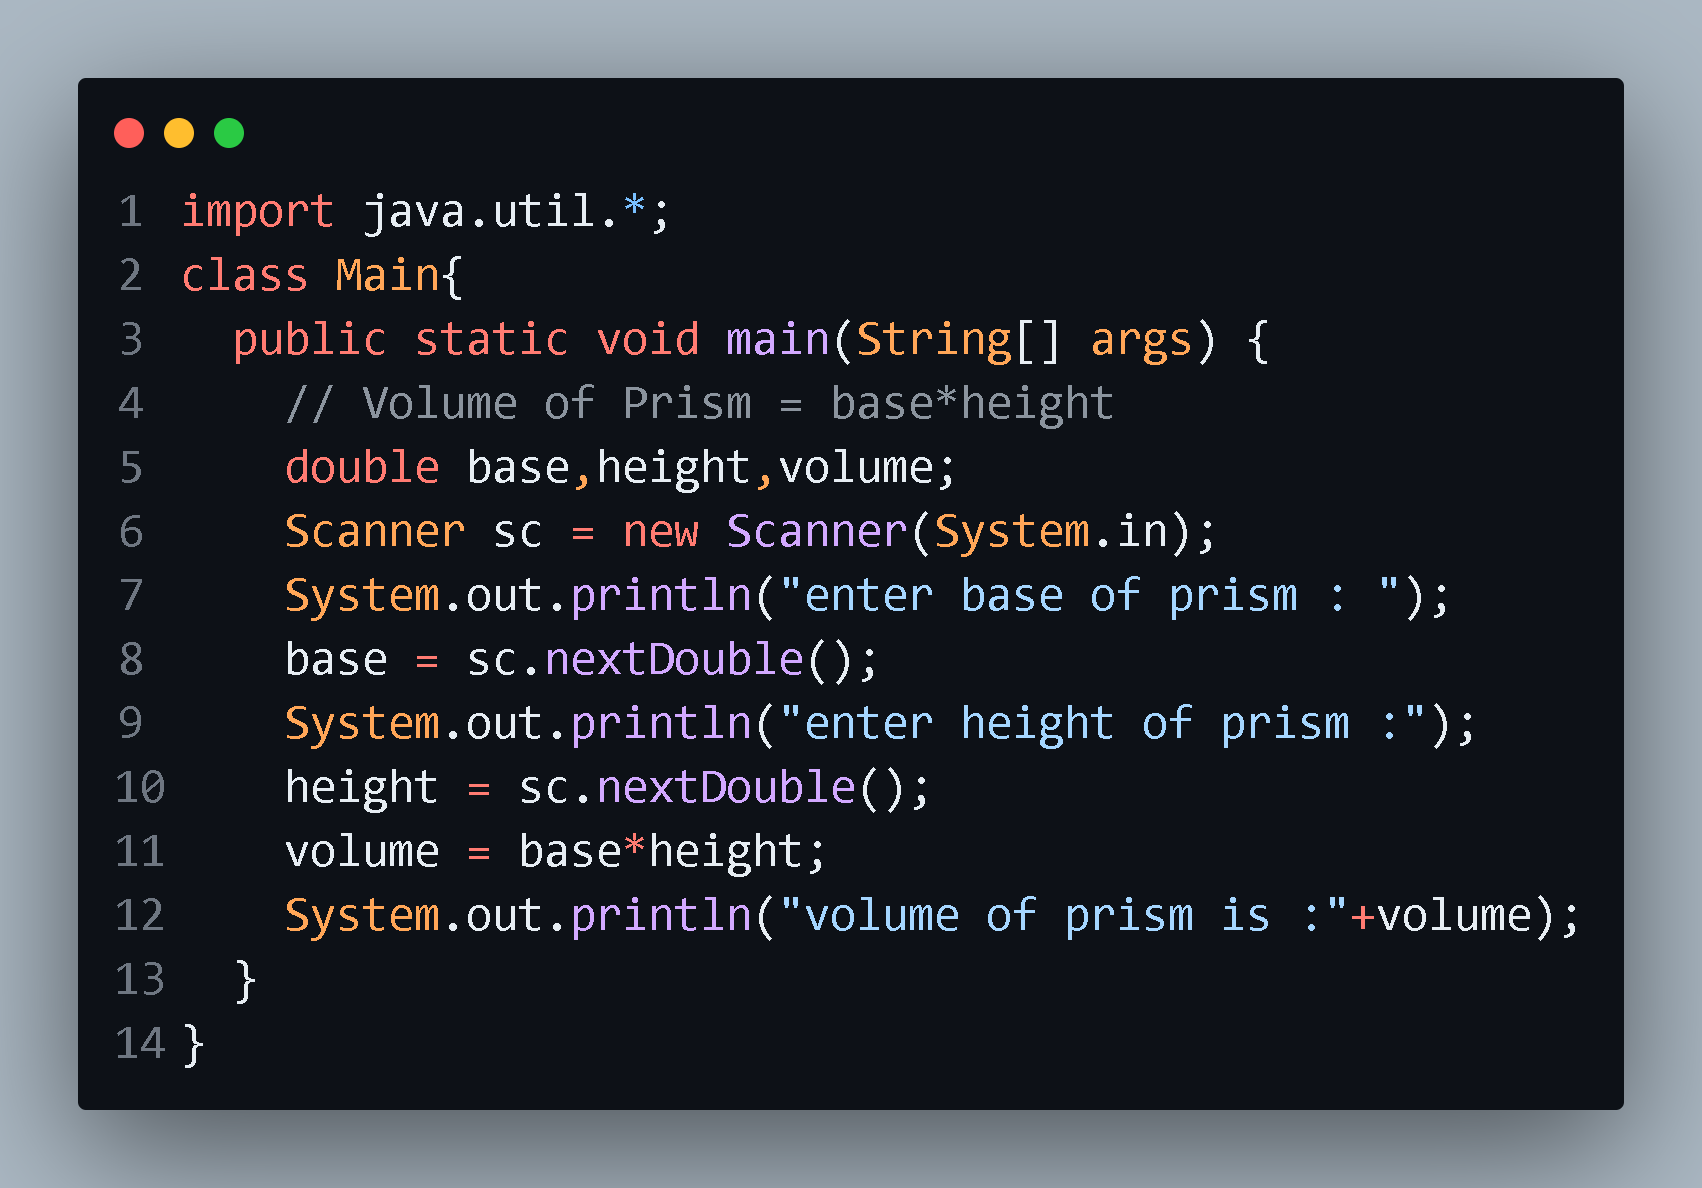 1 import java.util.*;
2 class Main{
3   public static void main(String[] args) {
4     // Volume of Prism = base*height
5     double base,height,volume;
6     Scanner sc = new Scanner(System.in);
7     System.out.println("enter base of prism : ");
8     base = sc.nextDouble();
9     System.out.println("enter height of prism :");
10     height = sc.nextDouble();
11     volume = base*height;
12     System.out.println("volume of prism is :"+volume);
13   }
14 }